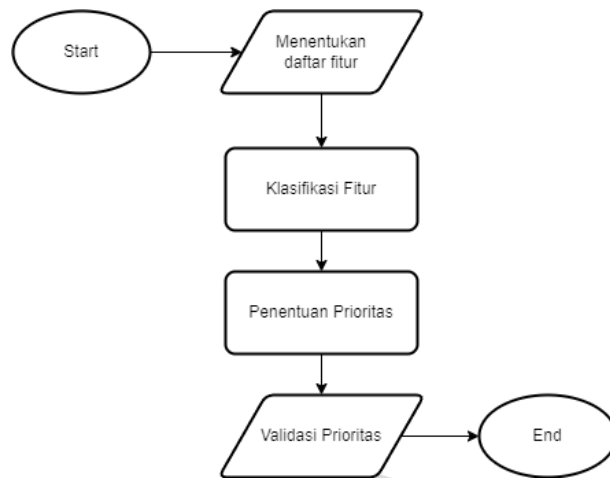 Start
Menentukan
daftar fitur
Klasifikasi Fitur
Penentuan Prioritas
Validasi Prioritas
End